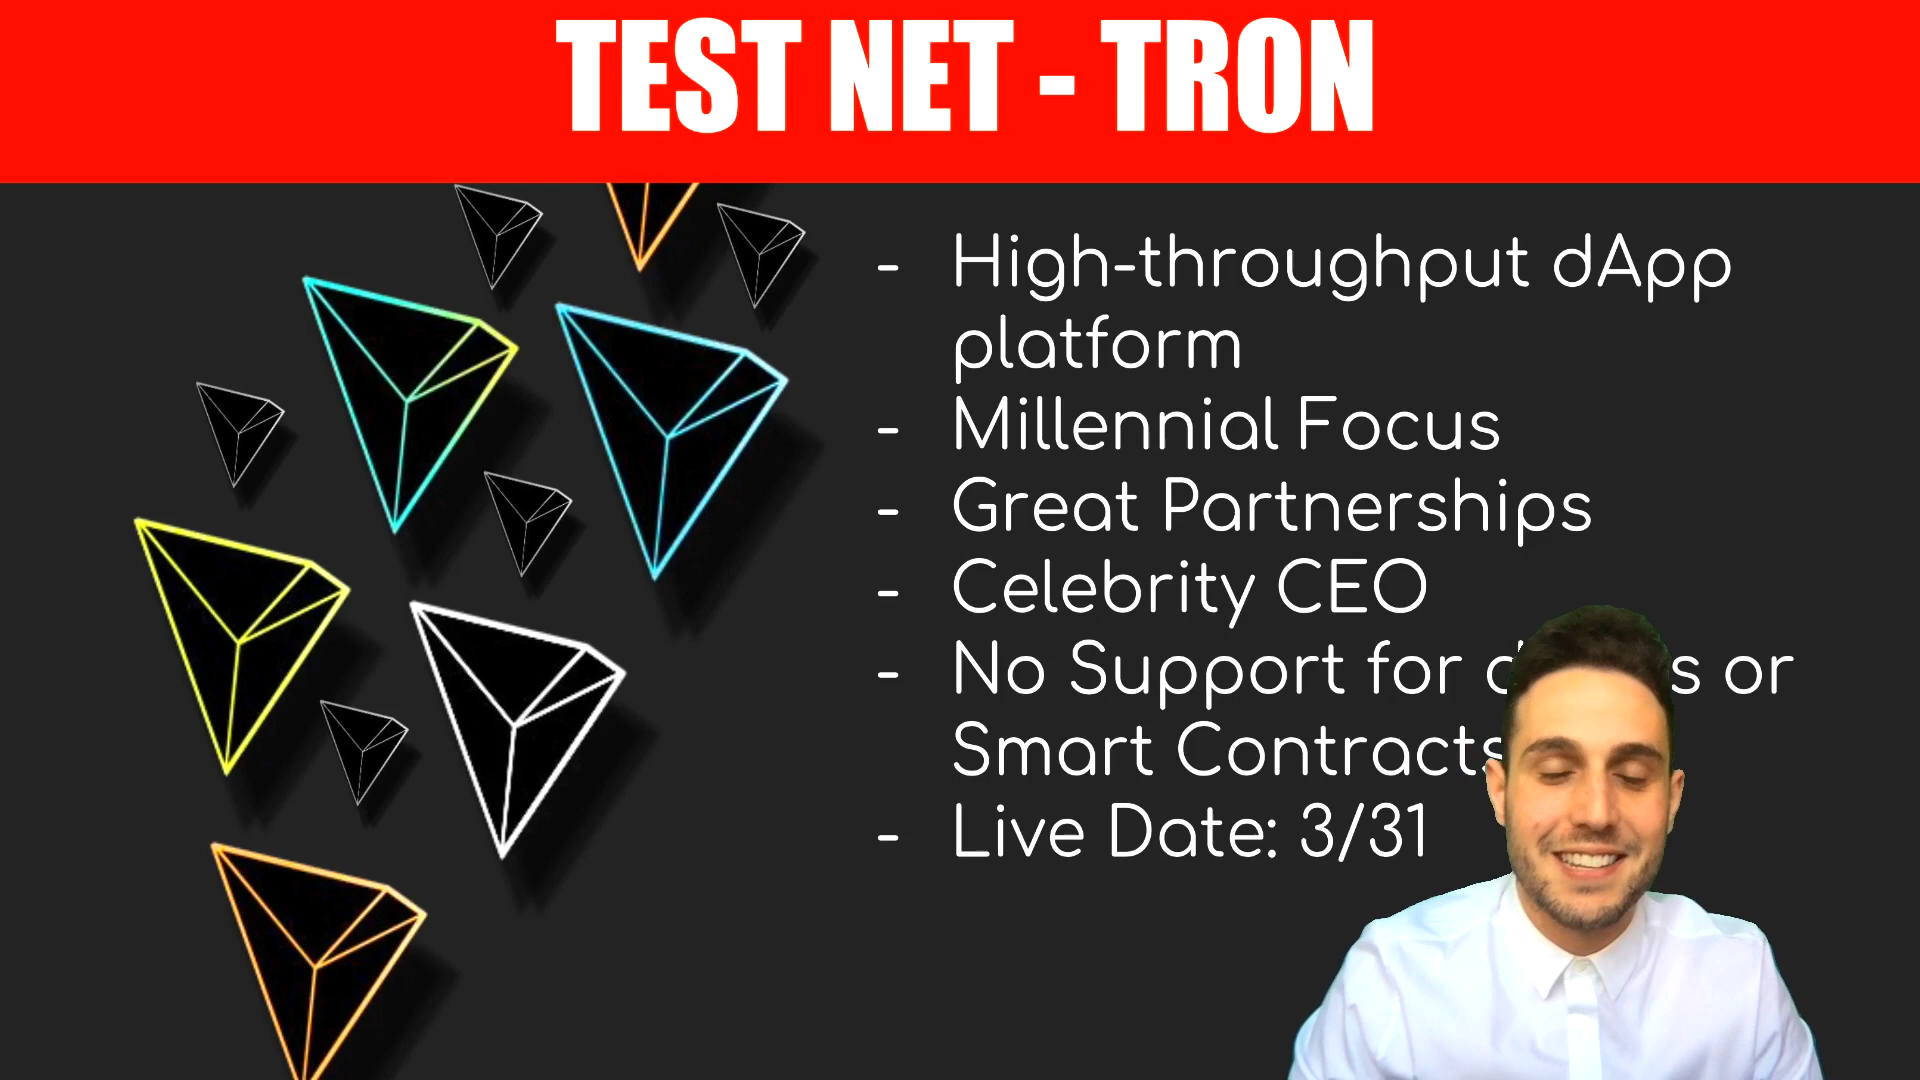 TEST NET - TRON
- High-throughput dApp
platform
- Millennial Focus
- Great Partnerships
- Celebrity CEO
- No Support for or
Smart Contracts
- Live Date: 3/31